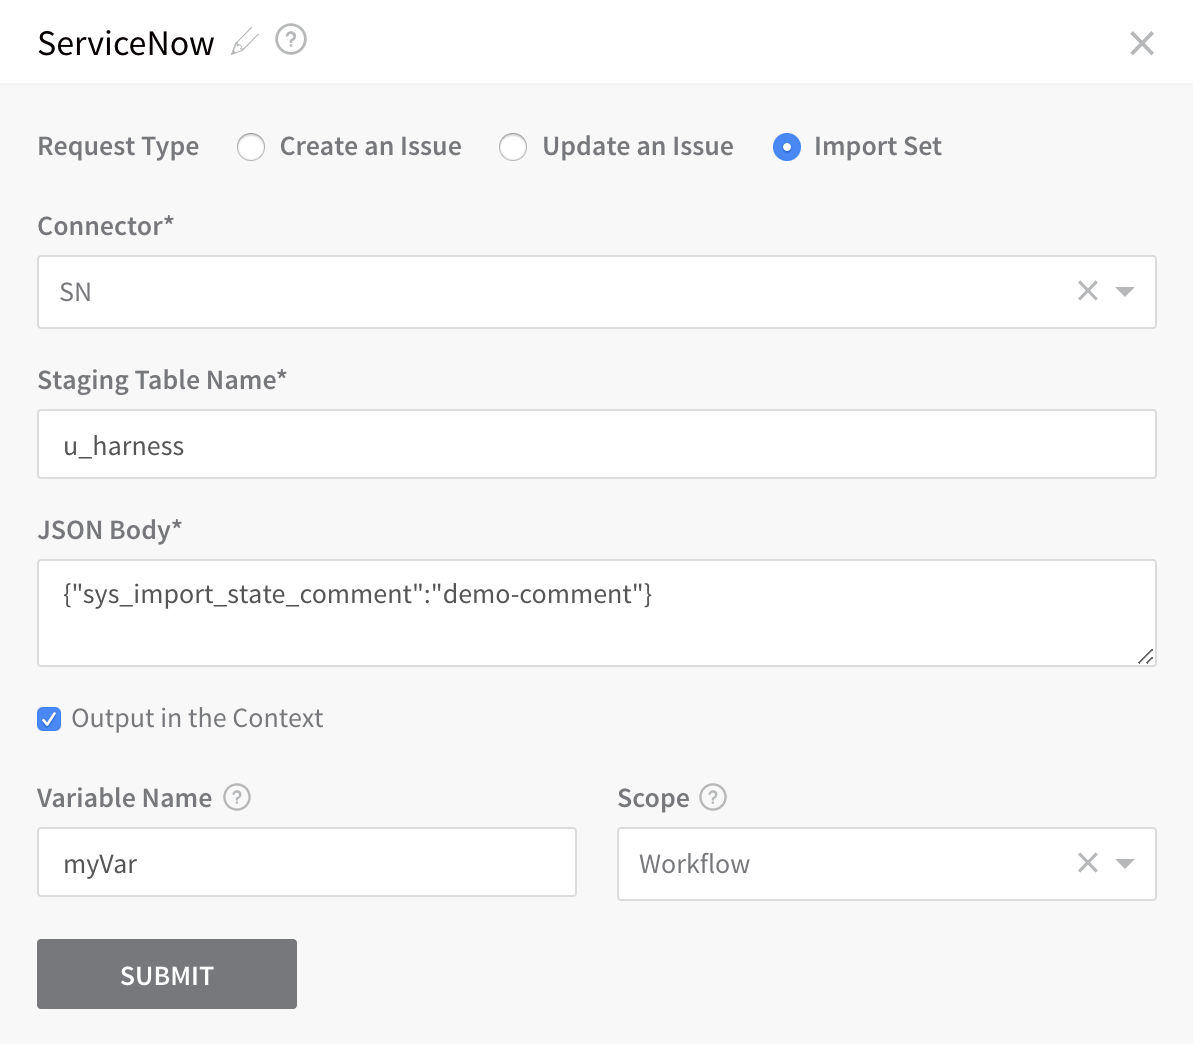 ServiceNow ?
Request Type Create an Issue Update an Issue Import Set
Connector*
SN
Staging Table Name*
u_harness
JSON Body*
{"sys_import_state_comment":"demo-comment"}
Output in the Context
Variable Name ? Scope ?
myVar Workflow
SUBMIT